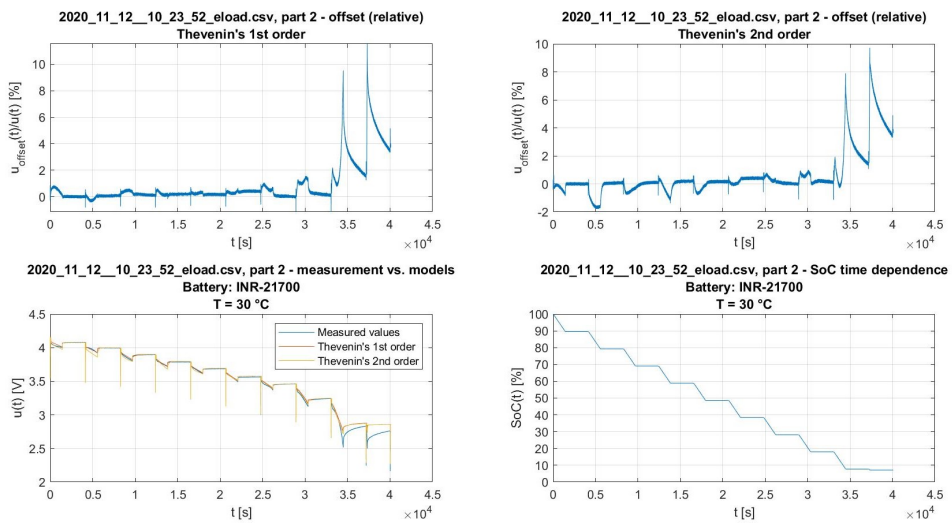 2020_11_12__10_23_52_eload.csv, part 2 - offset (relative)
Thevenin's 1st order
u_offset(t)/u(t) [%]
10
8
6
4
2
0
0 0.5 1 1.5 2 2.5 3 3.5 4 4.5
t [s]
×10^4
2020_11_12__10_23_52_eload.csv, part 2 - offset (relative)
Thevenin's 2nd order
u_offset(t)/u(t) [%]
10
8
6
4
2
0
-2
0 0.5 1 1.5 2 2.5 3 3.5 4 4.5
t [s]
×10^4
2020_11_12__10_23_52_eload.csv, part 2 - measurement vs. models
Battery: INR-21700
T = 30 °C
u(t) [V]
4.5
4
3.5
3
2.5
2
Measured values
Thevenin's 1st order
Thevenin's 2nd order
0 0.5 1 1.5 2 2.5 3 3.5 4 4.5
t [s]
×10^4
2020_11_12__10_23_52_eload.csv, part 2 - SoC time dependence
Battery: INR-21700
T = 30 °C
SoC(t) [%]
100
90
80
70
60
50
40
30
20
10
0
0 0.5 1 1.5 2 2.5 3 3.5 4 4.5
t [s]
×10^4